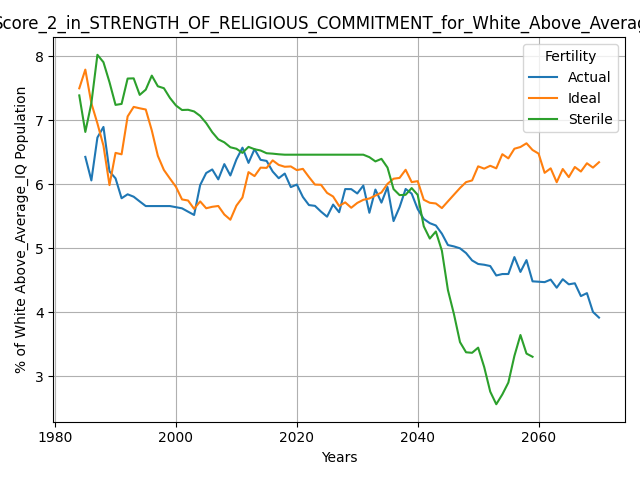 Score_2_in_STRENGTH_OF_RELIGIOUS_COMMITMENT_for_White_Above_Averag
Fertility
Actual
Ideal
Sterile
% of White Above_Average_IQ Population
8
7
6
5
4
3
1980
2000
2020
2040
2060
Years